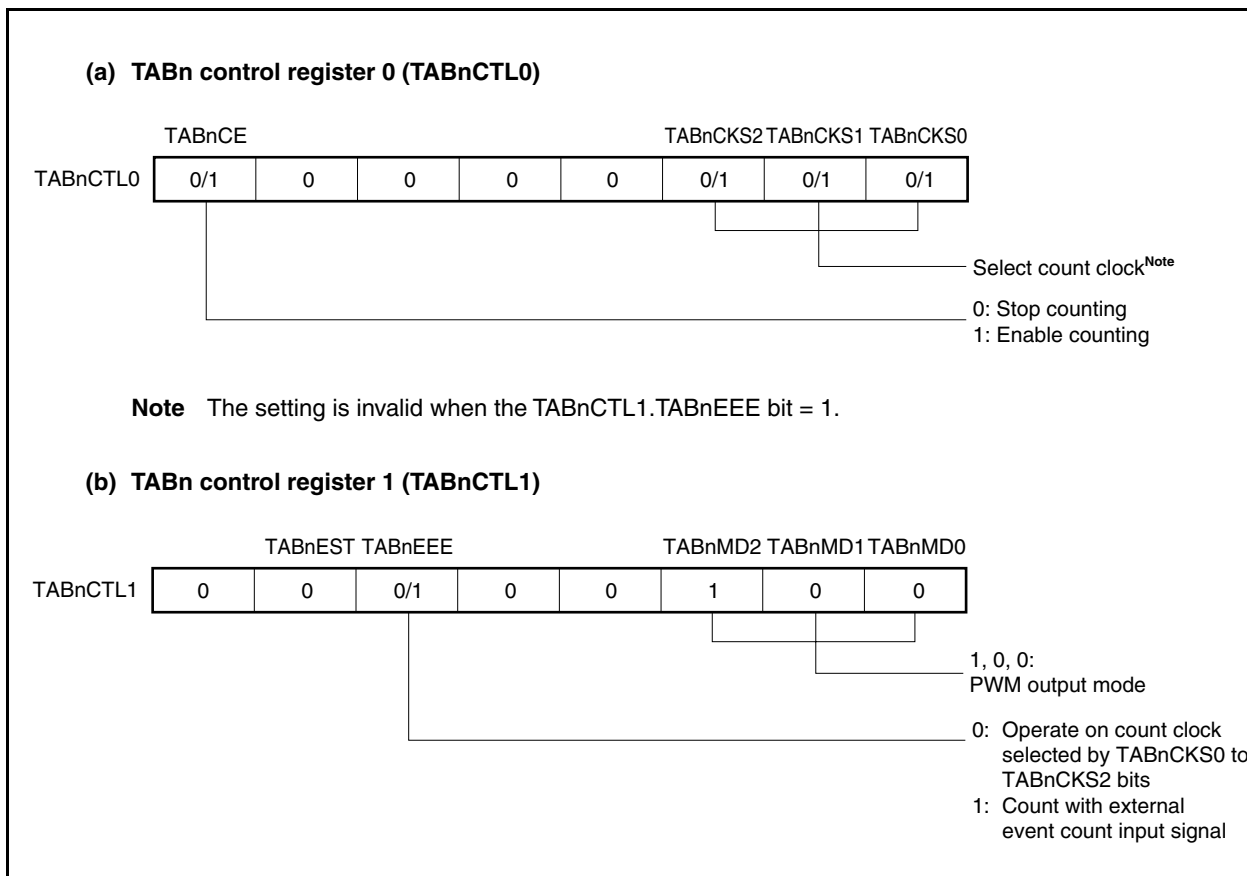 (a) TABn control register 0 (TABnCTL0)
TABnCE TABnCKS2 TABnCKS1 TABnCKS0
TABnCTL0 0/1 0 0 0 0 0/1 0/1 0/1
Select count clockNote
0: Stop counting
1: Enable counting
Note The setting is invalid when the TABnCTL1.TABnEEE bit = 1.
(b) TABn control register 1 (TABnCTL1)
TABnEST TABnEEE TABnMD2 TABnMD1 TABnMD0
TABnCTL1 0 0 0/1 0 0 1 0 0
1, 0, 0:
PWM output mode
0: Operate on count clock
selected by TABnCKS0 to
TABnCKS2 bits
1: Count with external
event count input signal